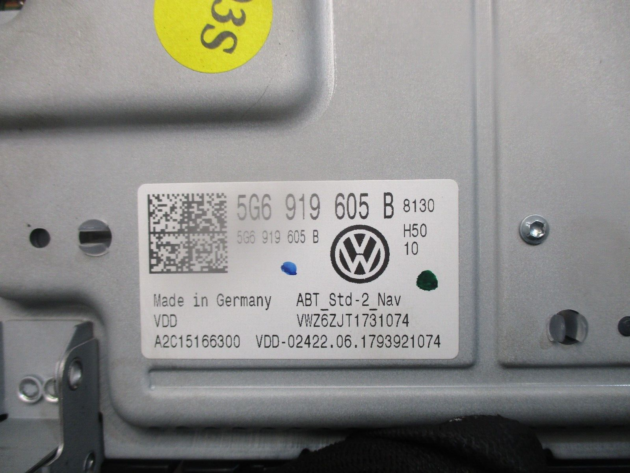 03S
5G6 919 605 B 8130
5G6 919 605 B H50
10
Made in Germany ABT_Std-2_Nav
VDD VWZ6ZJT1731074
A2C15166300 VDD-02422.06.1793921074